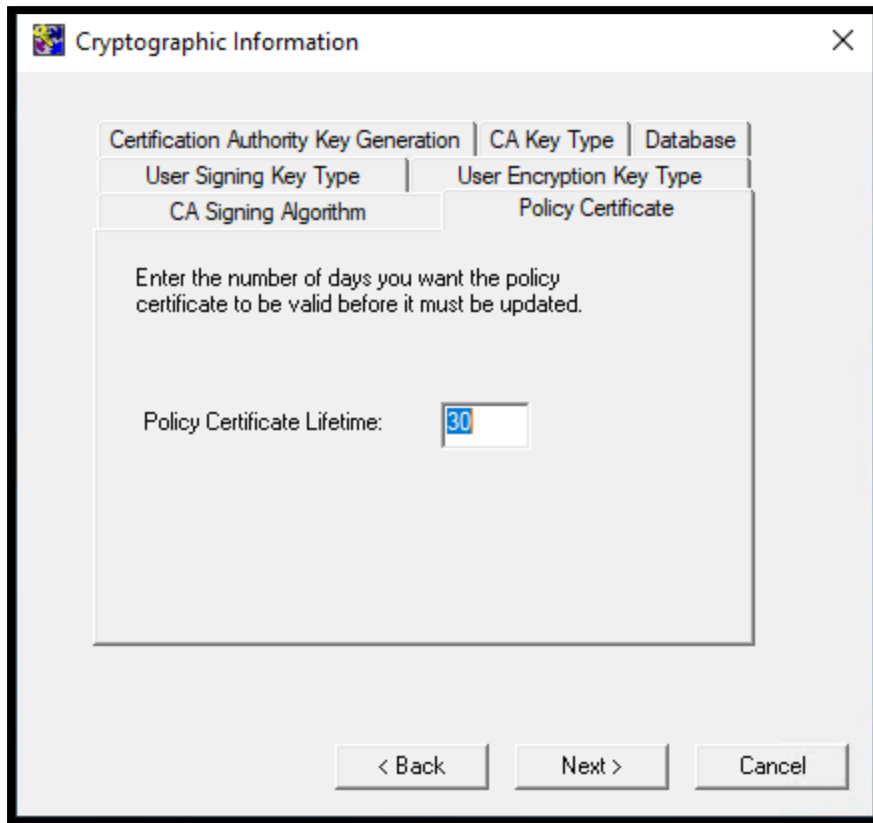 Cryptographic Information
Certification Authority Key Generation
CA Key Type
Database
User Signing Key Type
User Encryption Key Type
CA Signing Algorithm
Policy Certificate
Enter the number of days you want the policy
certificate to be valid before it must be updated.
Policy Certificate Lifetime: 30
< Back
Next >
Cancel